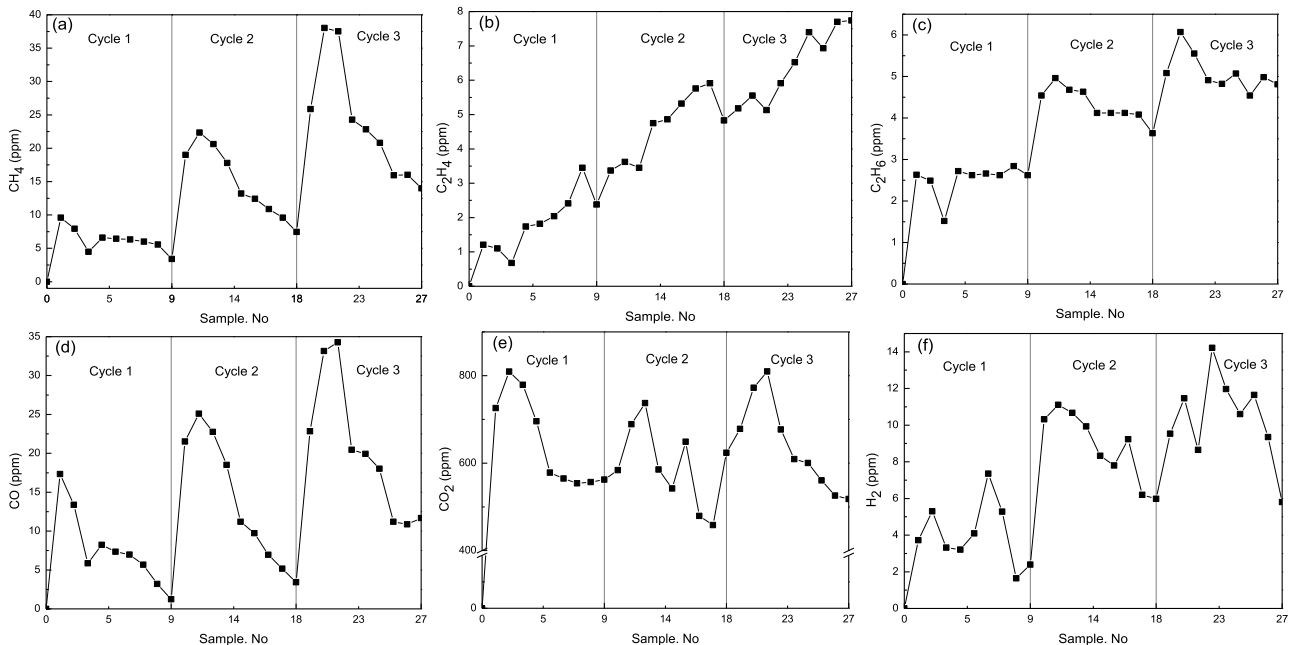 (a)
Cycle 1
Cycle 2
Cycle 3
CH4 (ppm)
40
35
30
25
20
15
10
5
0
0 5 9 14 18 23 27
Sample. No
(b)
Cycle 1
Cycle 2
Cycle 3
C2H4 (ppm)
8
7
6
5
4
3
2
1
0
0 5 9 14 18 23 27
Sample. No
(c)
Cycle 1
Cycle 2
Cycle 3
C2H6 (ppm)
6
5
4
3
2
1
0
0 5 9 14 18 23 27
Sample. No
(d)
Cycle 1
Cycle 2
Cycle 3
CO (ppm)
35
30
25
20
15
10
5
0
0 5 9 14 18 23 27
Sample. No
(e)
Cycle 1
Cycle 2
Cycle 3
CO2 (ppm)
800
600
400
0
0 5 9 14 18 23 27
Sample. No
(f)
Cycle 1
Cycle 2
Cycle 3
H2 (ppm)
14
12
10
8
6
4
2
0
0 5 9 14 18 23 27
Sample. No